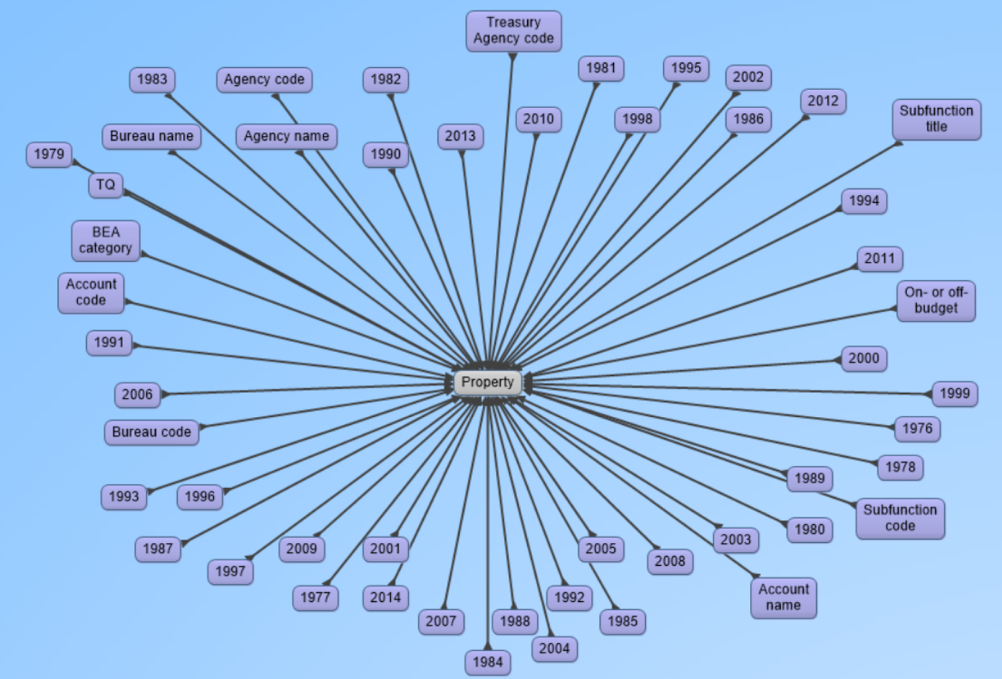 Treasury
Agency code
1983
Agency code
1982
1981
1995
2002
2012
Subfunction
title
Bureau name
Agency name
2013
2010
1998
1986
1979
1990
TQ
1994
BEA
category
2011
Account
code
On- or off-
budget
1991
2000
Property
2006
1999
Bureau code
1976
1978
1993
1996
1989
Subfunction
code
1980
1987
2009
2001
2005
2003
1997
2008
1977
2014
1992
Account
name
2007
1988
1985
2004
1984